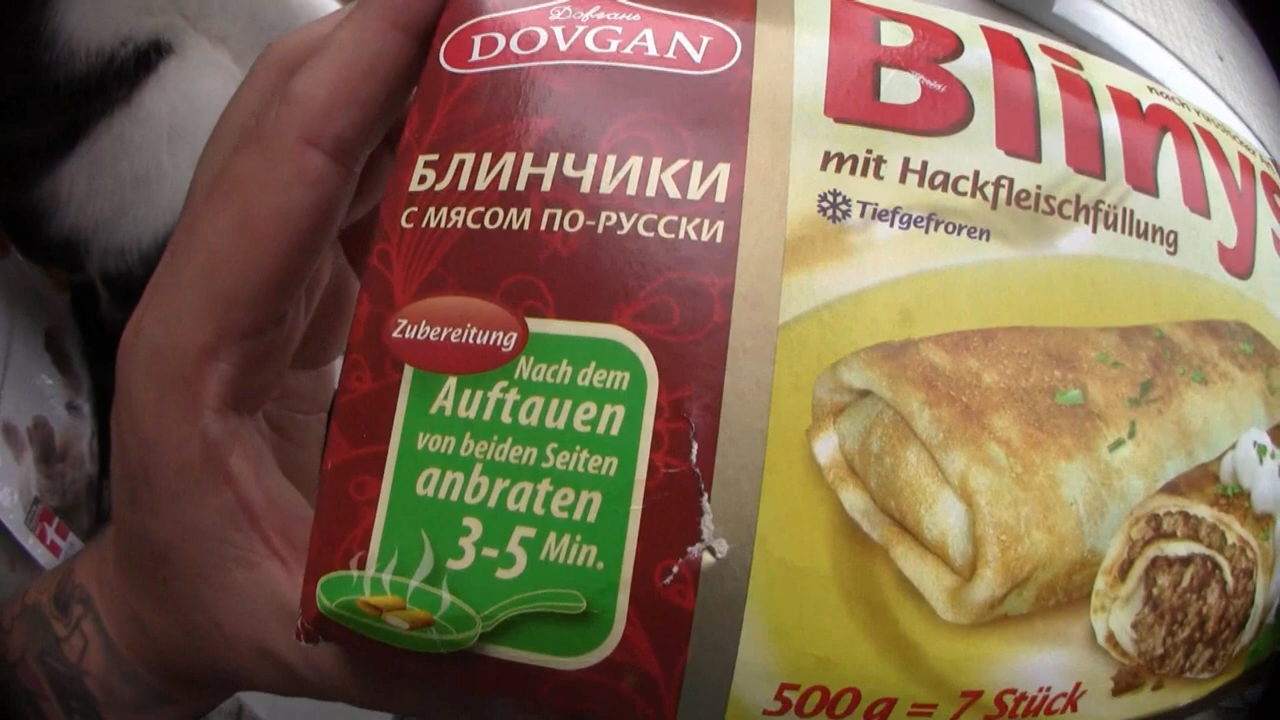 Довгань
DOVGAN
БЛИНЧИКИ
С МЯСОМ ПО-РУССКИ
Zubereitung
Nach dem
Auftauen
von beiden Seiten
anbraten
3-5 Min.
nach
Blinys
mit Hackfleischfüllung
Tiefgefroren
500 g = 7 Stück